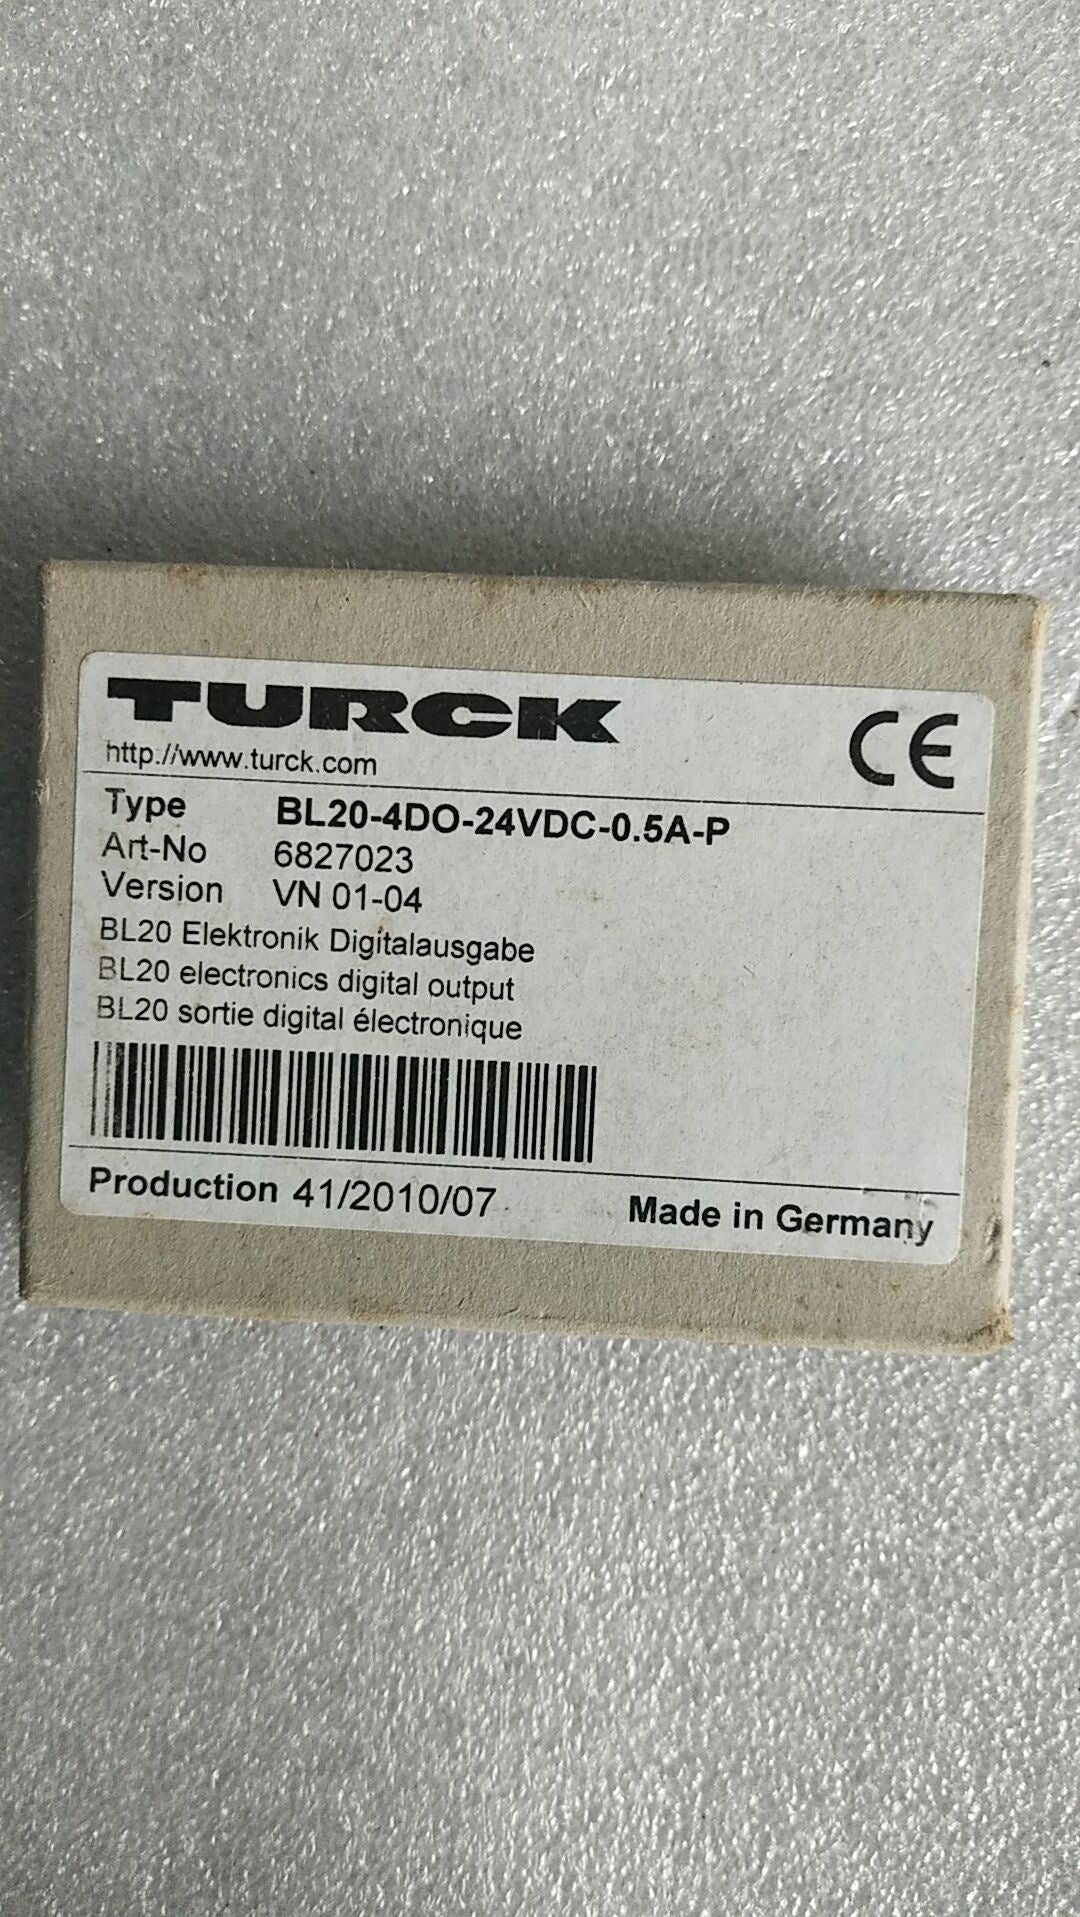 TURCK
CE
http://www.turck.com
Type BL20-4DO-24VDC-0.5A-P
Art-No 6827023
Version VN 01-04
BL20 Elektronik Digitalausgabe
BL20 electronics digital output
BL20 sortie digital électronique
Production 41/2010/07
Made in Germany